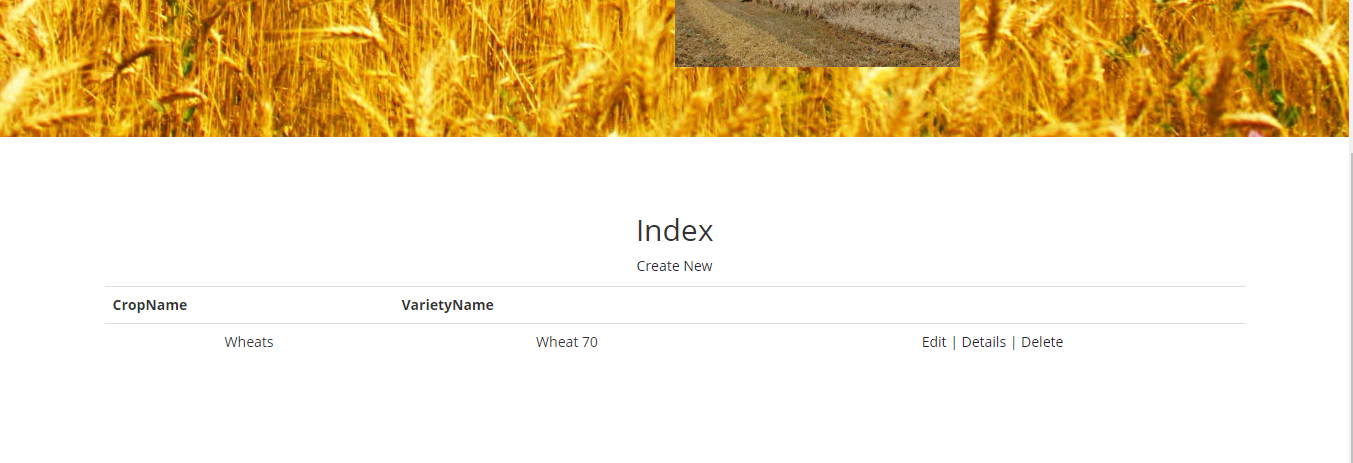 Index
Create New
CropName VarietyName
Wheats Wheat 70 Edit | Details | Delete